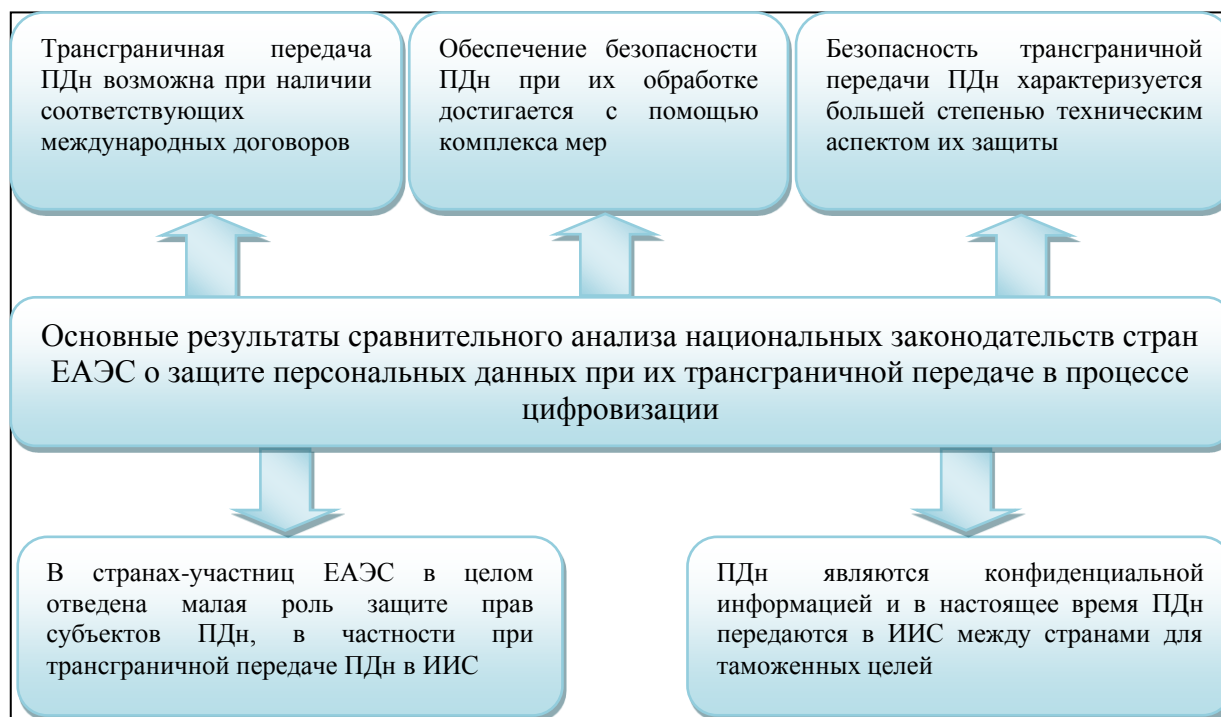 Трансграничная передача
ПДн возможна при наличии
соответствующих
международных договоров
Обеспечение безопасности
ПДн при их обработке
достигается с помощью
комплекса мер
Безопасность трансграничной
передачи ПДн характеризуется
большей степенью техническим
аспектом их защиты
Основные результаты сравнительного анализа национальных законодательств стран
ЕАЭС о защите персональных данных при их трансграничной передаче в процессе
цифровизации
В странах-участниц ЕАЭС в целом
отведена малая роль защите прав
субъектов ПДн, в частности при
трансграничной передаче ПДн в ИИС
ПДн являются конфиденциальной
информацией и в настоящее время ПДн
передаются в ИИС между странами для
таможенных целей